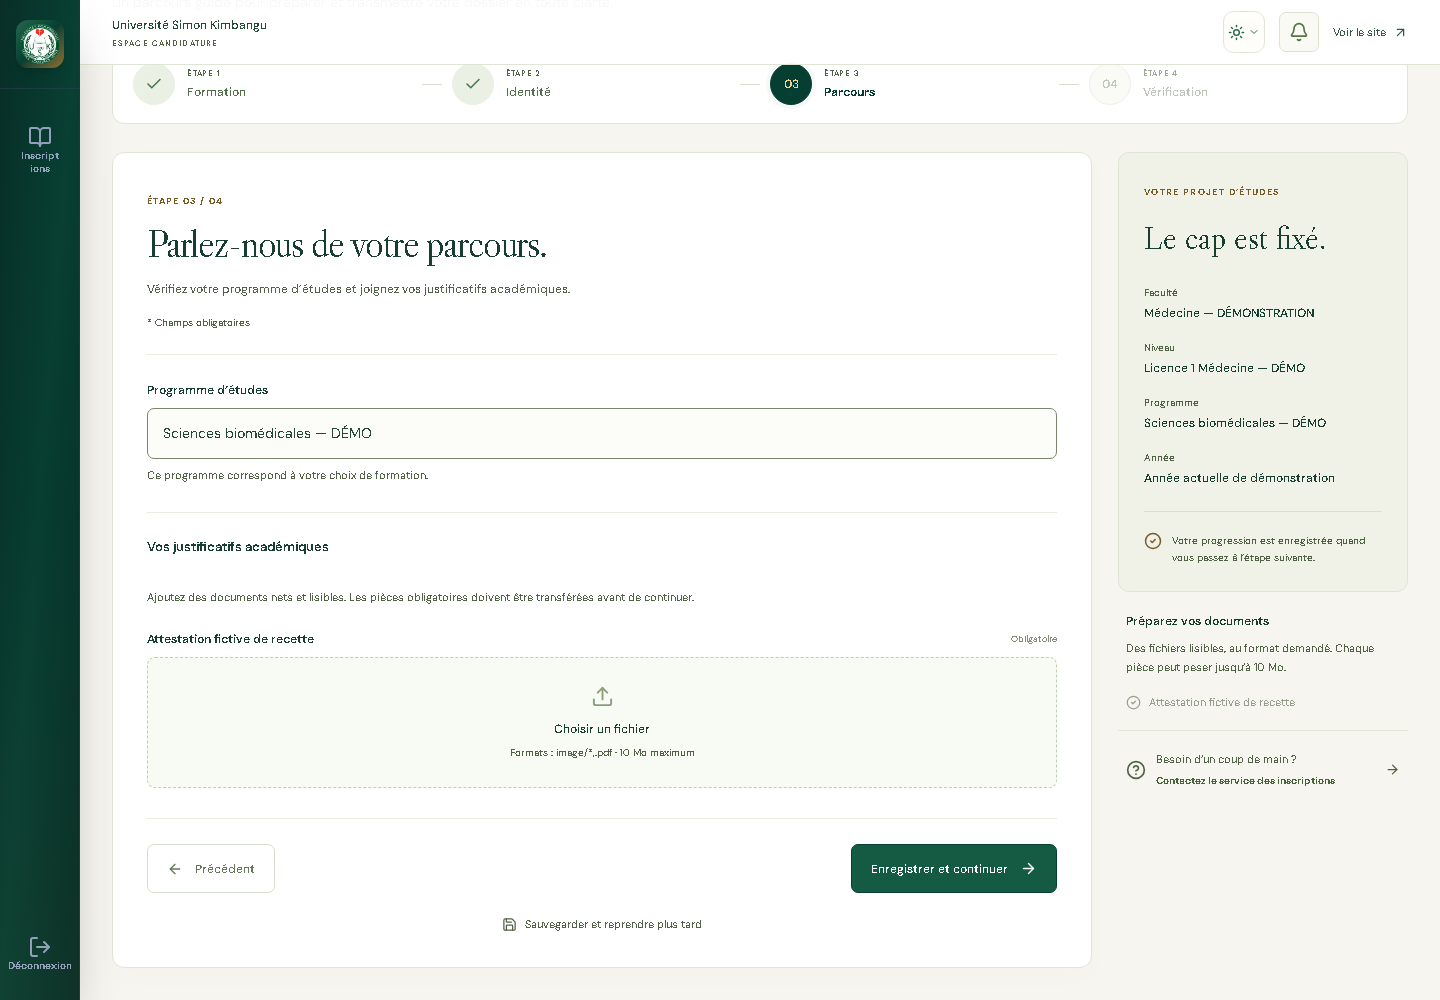 Université Simon Kimbangu
ESPACE CANDIDATURE
Voir le site
Inscript
ions
Déconnexion
ÉTAPE 1
Formation
ÉTAPE 2
Identité
03
ÉTAPE 3
Parcours
04
ÉTAPE 4
Vérification
ÉTAPE 03 / 04
Parlez-nous de votre parcours.
Vérifiez votre programme d'études et joignez vos justificatifs académiques.
* Champs obligatoires
Programme d'études
Sciences biomédicales — DÉMO
Ce programme correspond à votre choix de formation.
Vos justificatifs académiques
Ajoutez des documents nets et lisibles. Les pièces obligatoires doivent être transférées avant de continuer.
Attestation fictive de recette
Obligatoire
Choisir un fichier
Formats : image/*,.pdf · 10 Mo maximum
Précédent
Enregistrer et continuer
Sauvegarder et reprendre plus tard
VOTRE PROJET D'ÉTUDES
Le cap est fixé.
Faculté
Médecine — DÉMONSTRATION
Niveau
Licence 1 Médecine — DÉMO
Programme
Sciences biomédicales — DÉMO
Année
Année actuelle de démonstration
Votre progression est enregistrée quand
vous passez à l'étape suivante.
Préparez vos documents
Des fichiers lisibles, au format demandé. Chaque
pièce peut peser jusqu'à 10 Mo.
Attestation fictive de recette
Besoin d'un coup de main ?
Contactez le service des inscriptions